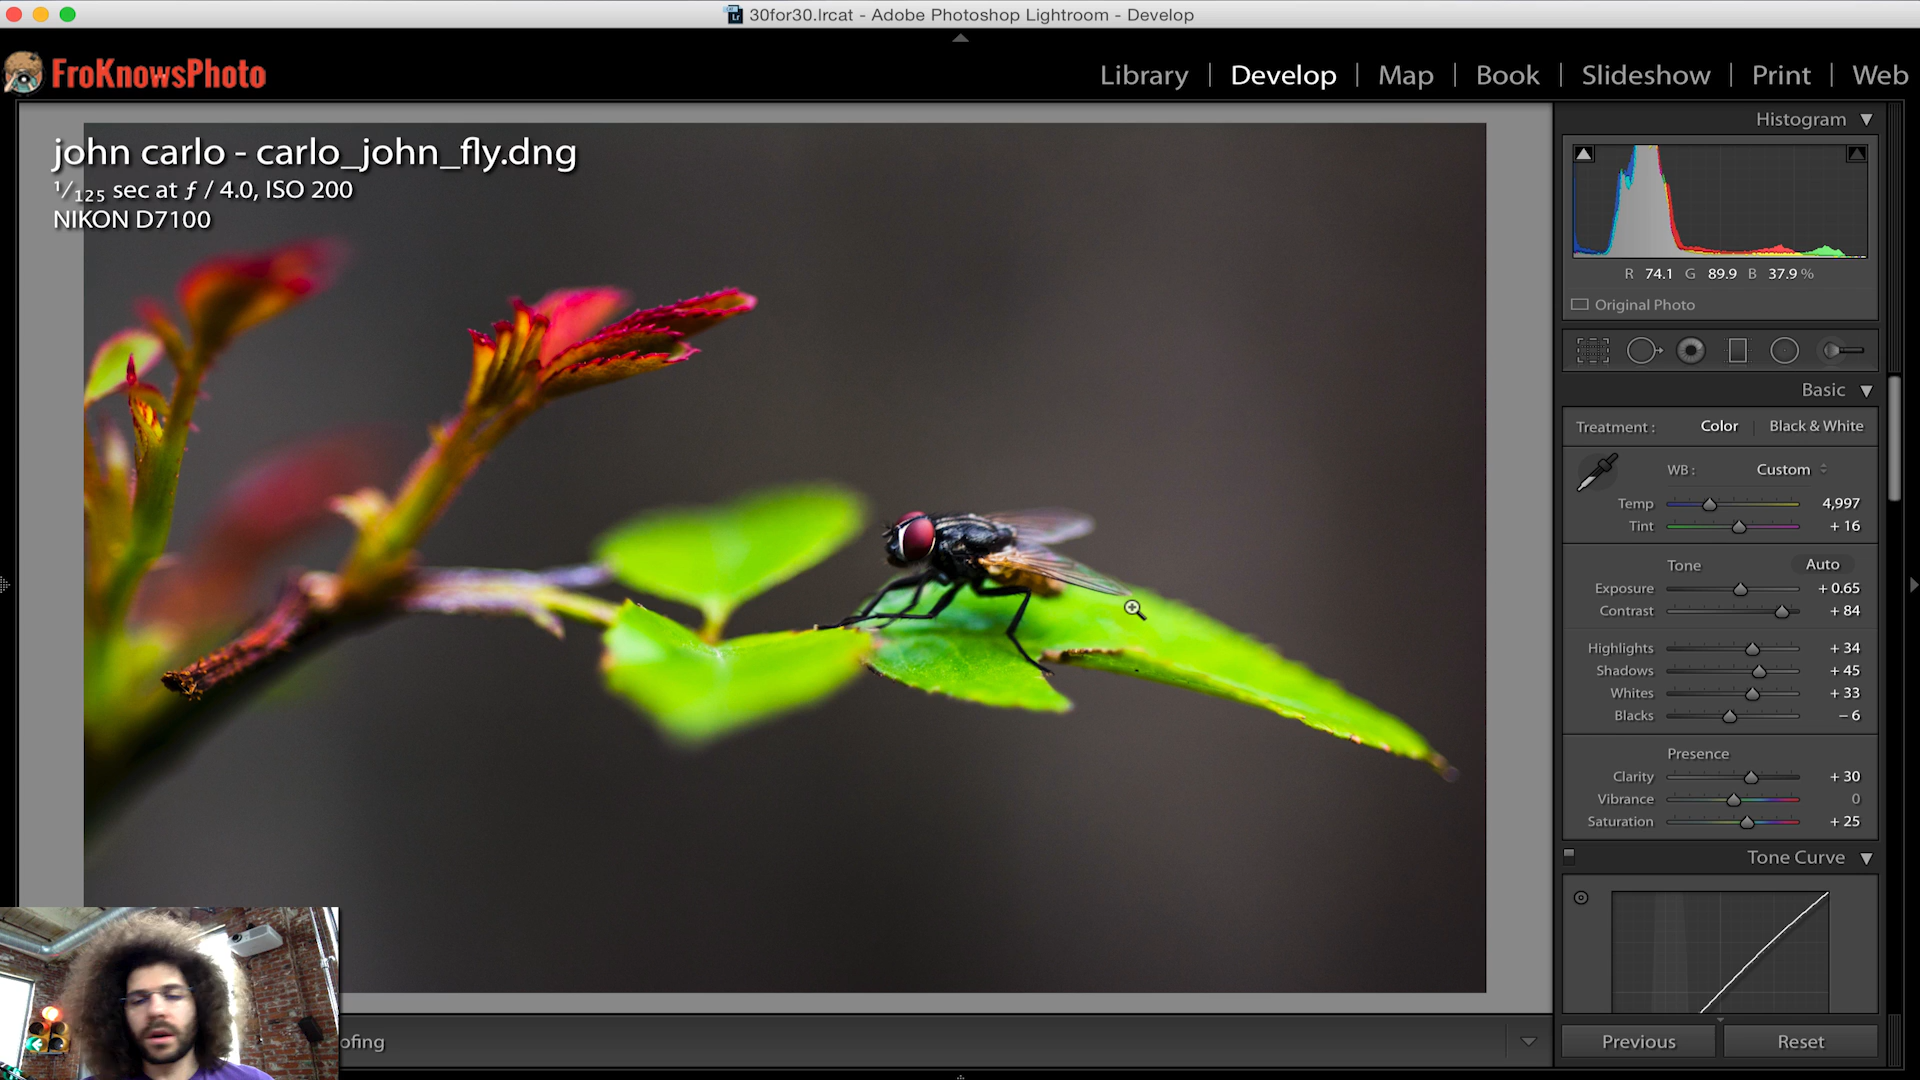 30for30.lrcat - Adobe Photoshop Lightroom - Develop
FroKnowsPhoto
Library | Develop | Map | Book | Slideshow | Print | Web
john carlo - carlo_john_fly.dng
1/125 sec at ƒ / 4.0, ISO 200
NIKON D7100
Histogram
R 74.1 G 89.9 B 37.9 %
Original Photo
Basic
Treatment : Color Black & White
WB : Custom
Temp 4,997
Tint + 16
Tone Auto
Exposure + 0.65
Contrast + 84
Highlights + 34
Shadows + 45
Whites + 33
Blacks – 6
Presence
Clarity + 30
Vibrance 0
Saturation + 25
Tone Curve
ofing
Previous Reset